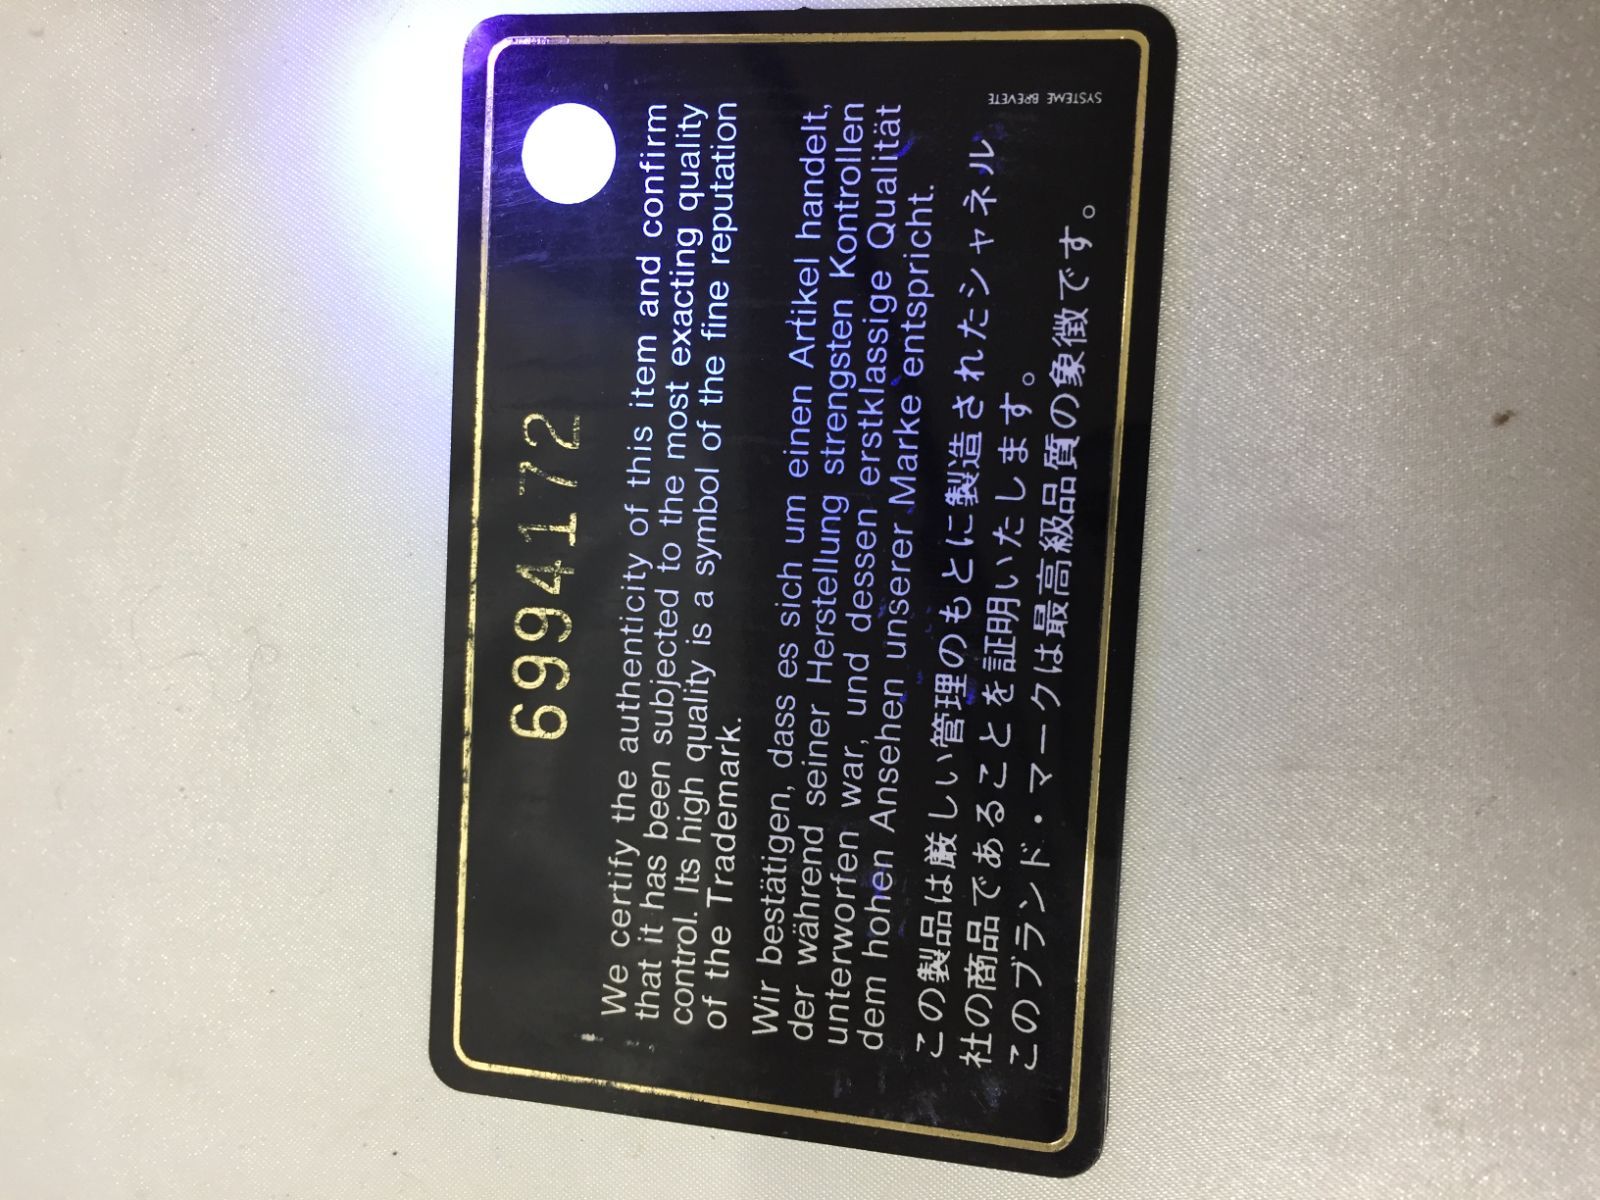 6994172
We certify the authenticity of this item and confirm
that it has been subjected to the most exacting quality
control. Its high quality is a symbol of the fine reputation
of the Trademark.
Wir bestätigen, dass es sich um einen Artikel handelt,
der während seiner Herstellung strengsten Kontrollen
unterworfen war, und dessen erstklassige Qualität
dem hohen Ansehen unserer Marke entspricht.
この製品は厳しい管理のもとに製造されたシャネル
社の商品であることを証明いたします。
このブランド・マークは最高級品質の象徴です。
SYSTEME BREVETE